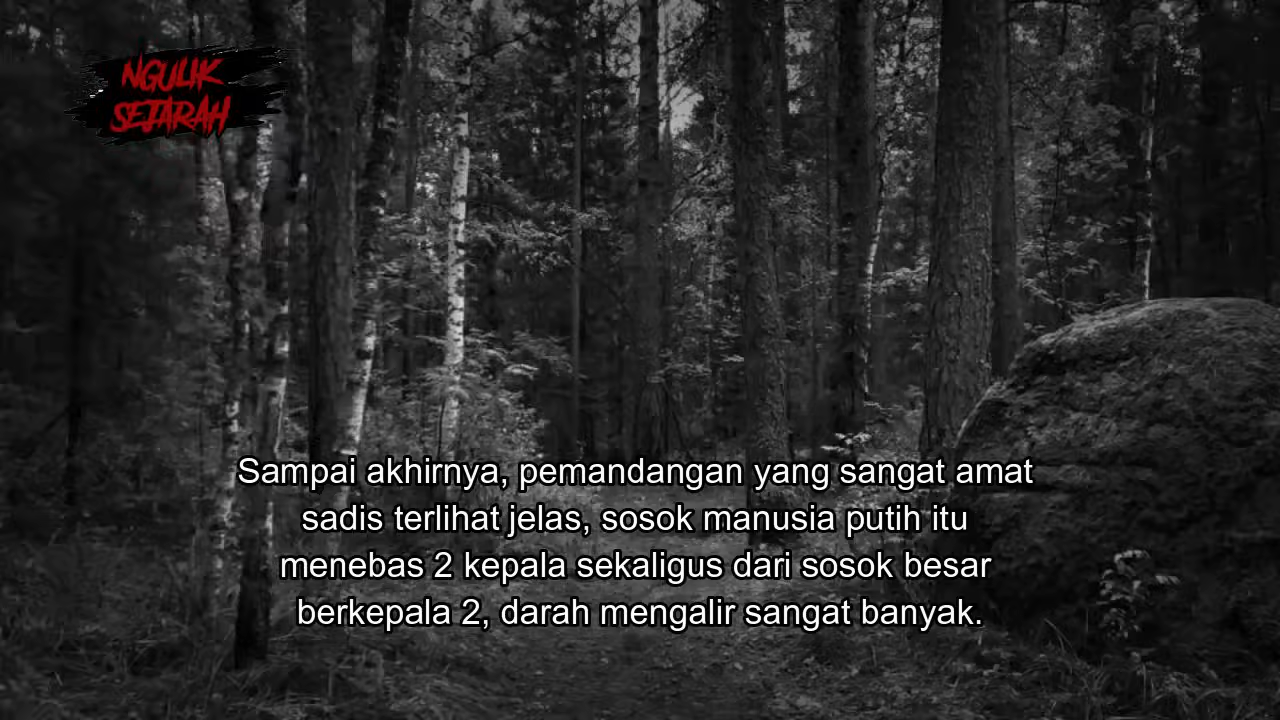 NGULIK
SEJARAH
Sampai akhirnya, pemandangan yang sangat amat
sadis terlihat jelas, sosok manusia putih itu
menebas 2 kepala sekaligus dari sosok besar
berkepala 2, darah mengalir sangat banyak.